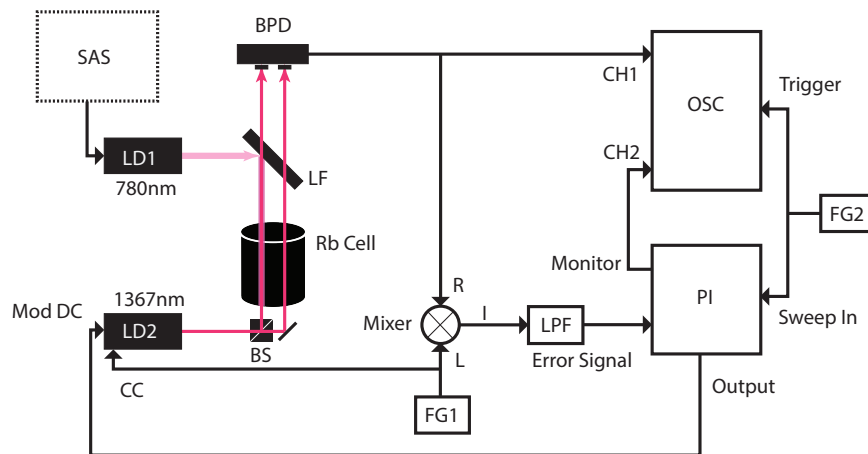 SAS
BPD
CH1
OSC
Trigger
LD1
780nm
LF
CH2
FG2
Rb Cell
Monitor
1367nm
R
PI
Mod DC
LD2
Mixer
I
LPF
Sweep In
BS
L
Error Signal
CC
Output
FG1